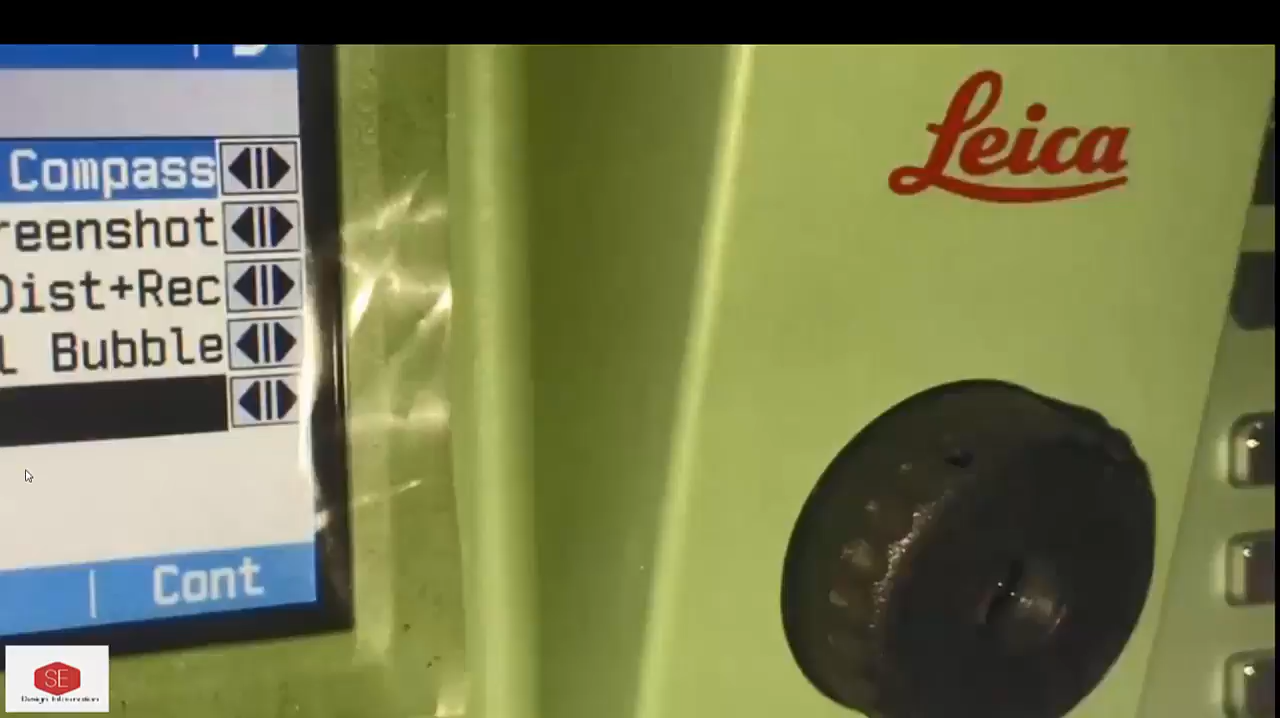 Compass
reenshot
Dist+Rec
l Bubble
| Cont
Leica
SE